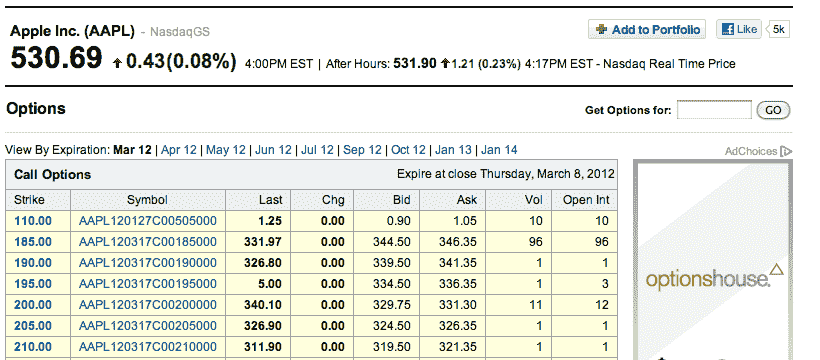 Apple Inc. (AAPL) - NasdaqGS
Add to Portfolio
Like
5k
530.69 0.43(0.08%) 4:00PM EST | After Hours: 531.90 1.21 (0.23%) 4:17PM EST - Nasdaq Real Time Price
Options
Get Options for:
GO
View By Expiration: Mar 12 | Apr 12 | May 12 | Jun 12 | Jul 12 | Sep 12 | Oct 12 | Jan 13 | Jan 14
AdChoices
Call Options Expire at close Thursday, March 8, 2012
Strike Symbol Last Chg Bid Ask Vol Open Int
110.00 AAPL120127C00505000 1.25 0.00 0.90 1.05 10 10
185.00 AAPL120317C00185000 331.97 0.00 344.50 346.35 96 96
190.00 AAPL120317C00190000 326.80 0.00 339.50 341.35 1 1
195.00 AAPL120317C00195000 5.00 0.00 334.50 336.35 1 3
200.00 AAPL120317C00200000 340.10 0.00 329.75 331.30 11 12
205.00 AAPL120317C00205000 326.90 0.00 324.50 326.35 1 1
210.00 AAPL120317C00210000 311.90 0.00 319.50 321.35 1 1
optionshouse.